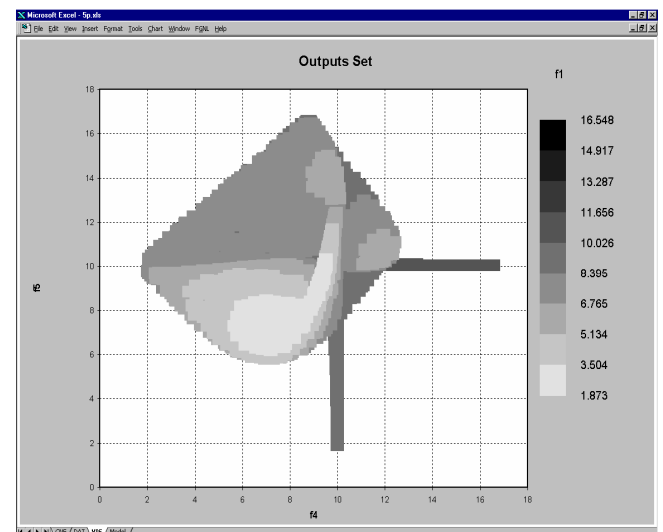 Microsoft Excel - 5p.xls
File Edit View Insert Format Tools Chart Window FGNL Help
Outputs Set
f1
18
16
14
12
10
8
6
4
2
0
f5
0 2 4 6 8 10 12 14 16 18
f4
16.548
14.917
13.287
11.656
10.026
8.395
6.765
5.134
3.504
1.873
Model